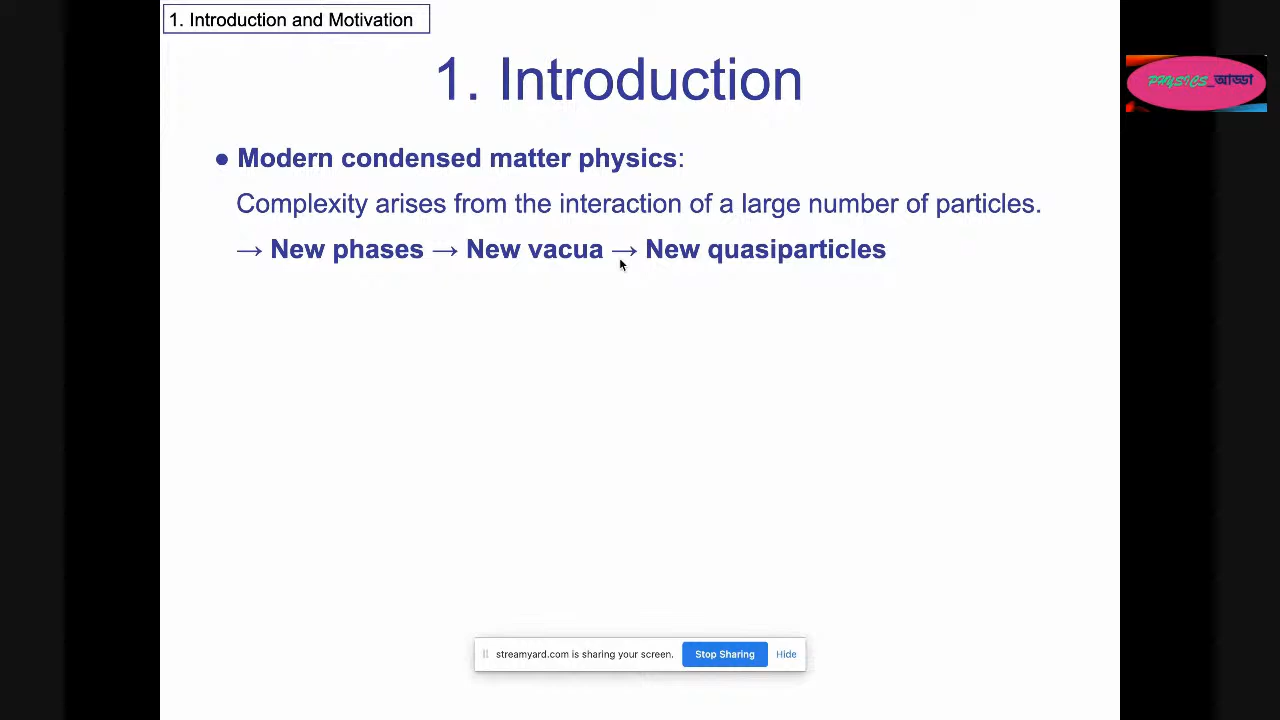 1. Introduction and Motivation
1. Introduction
PHYSICS_আড্ডা
● Modern condensed matter physics:
Complexity arises from the interaction of a large number of particles.
→ New phases → New vacua → New quasiparticles
streamyard.com is sharing your screen. Stop Sharing Hide